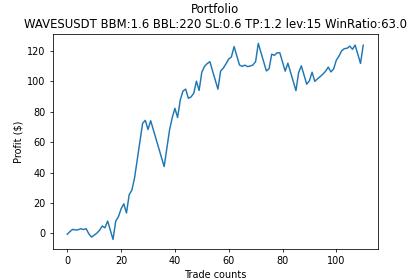 Portfolio
WAVESUSDT BBM:1.6 BBL:220 SL:0.6 TP:1.2 lev:15 WinRatio:63.0
120
100
80
60
40
20
0
Profit ($)
0 20 40 60 80 100
Trade counts